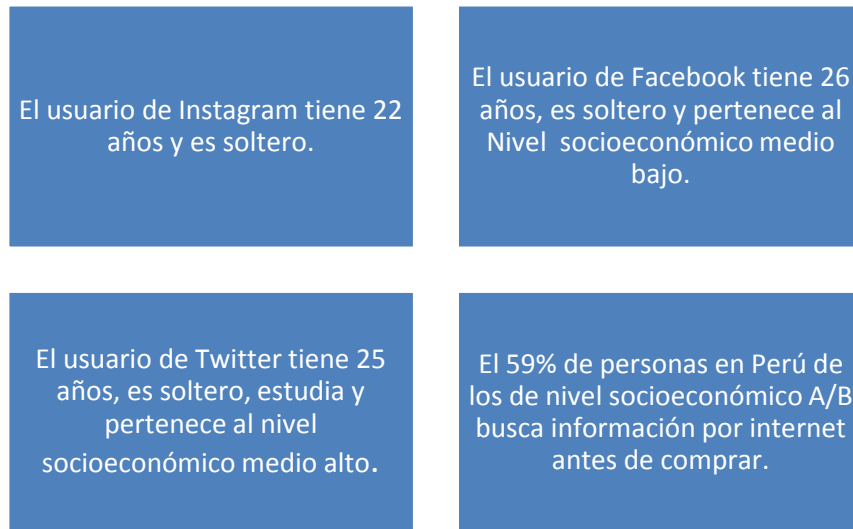 El usuario de Instagram tiene 22
años y es soltero.
El usuario de Facebook tiene 26
años, es soltero y pertenece al
Nivel socioeconómico medio
bajo.
El usuario de Twitter tiene 25
años, es soltero, estudia y
pertenece al nivel
socioeconómico medio alto.
El 59% de personas en Perú de
los de nivel socioeconómico A/B
busca información por internet
antes de comprar.